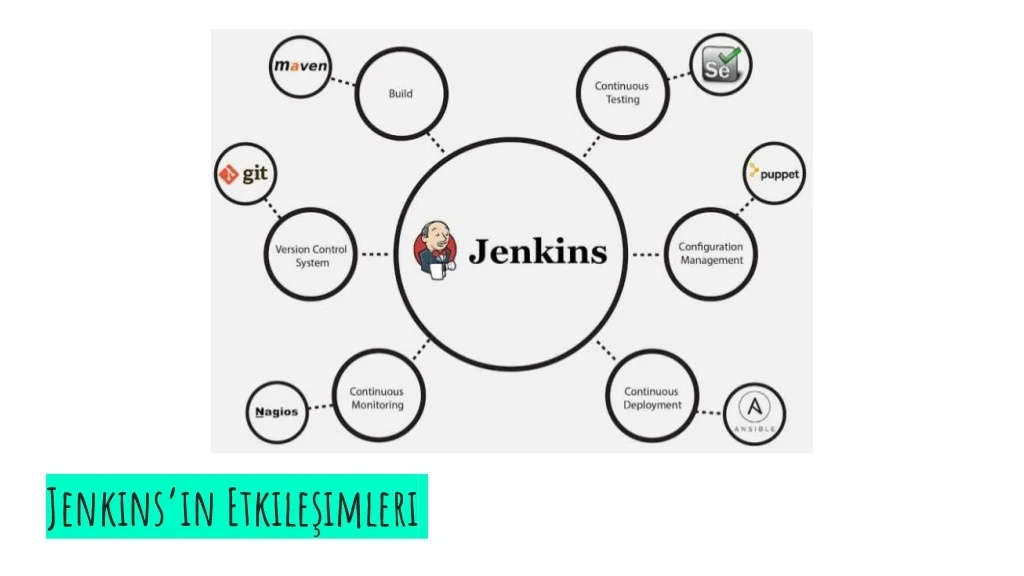 maven
Build
Continuous
Testing
Se
git
puppet
Version Control
System
Jenkins
Configuration
Management
Continuous
Monitoring
Nagios
Continuous
Deployment
A
ANSIBLE
Jenkins'in Etkileşimleri